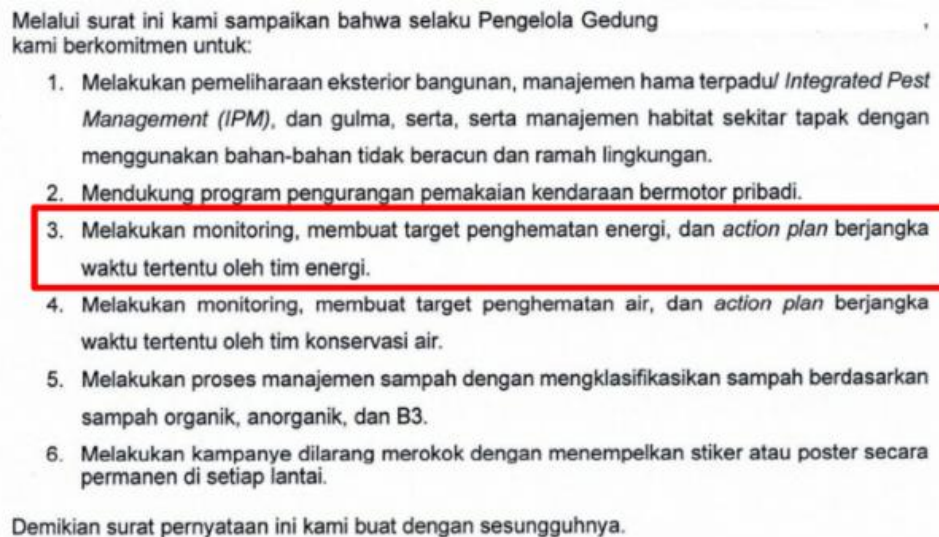 Melalui surat ini kami sampaikan bahwa selaku Pengelola Gedung ,
kami berkomitmen untuk:
1. Melakukan pemeliharaan eksterior bangunan, manajemen hama terpadu/ Integrated Pest
Management (IPM), dan gulma, serta, serta manajemen habitat sekitar tapak dengan
menggunakan bahan-bahan tidak beracun dan ramah lingkungan.
2. Mendukung program pengurangan pemakaian kendaraan bermotor pribadi.
3. Melakukan monitoring, membuat target penghematan energi, dan action plan berjangka
waktu tertentu oleh tim energi.
4. Melakukan monitoring, membuat target penghematan air, dan action plan berjangka
waktu tertentu oleh tim konservasi air.
5. Melakukan proses manajemen sampah dengan mengklasifikasikan sampah berdasarkan
sampah organik, anorganik, dan B3.
6. Melakukan kampanye dilarang merokok dengan menempelkan stiker atau poster secara
permanen di setiap lantai.
Demikian surat pernyataan ini kami buat dengan sesungguhnya.